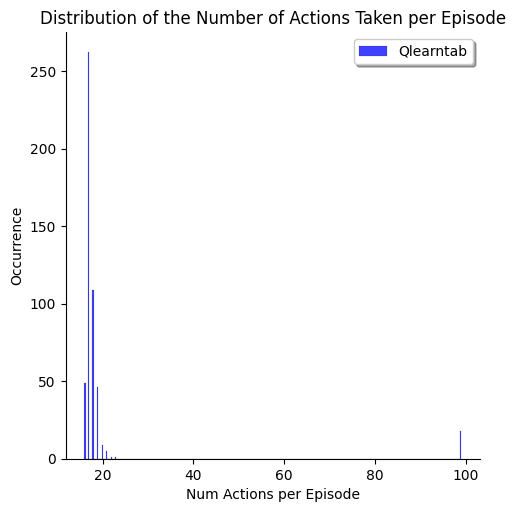 Distribution of the Number of Actions Taken per Episode
Qlearntab
250
200
150
100
50
0
Occurrence
20 40 60 80 100
Num Actions per Episode